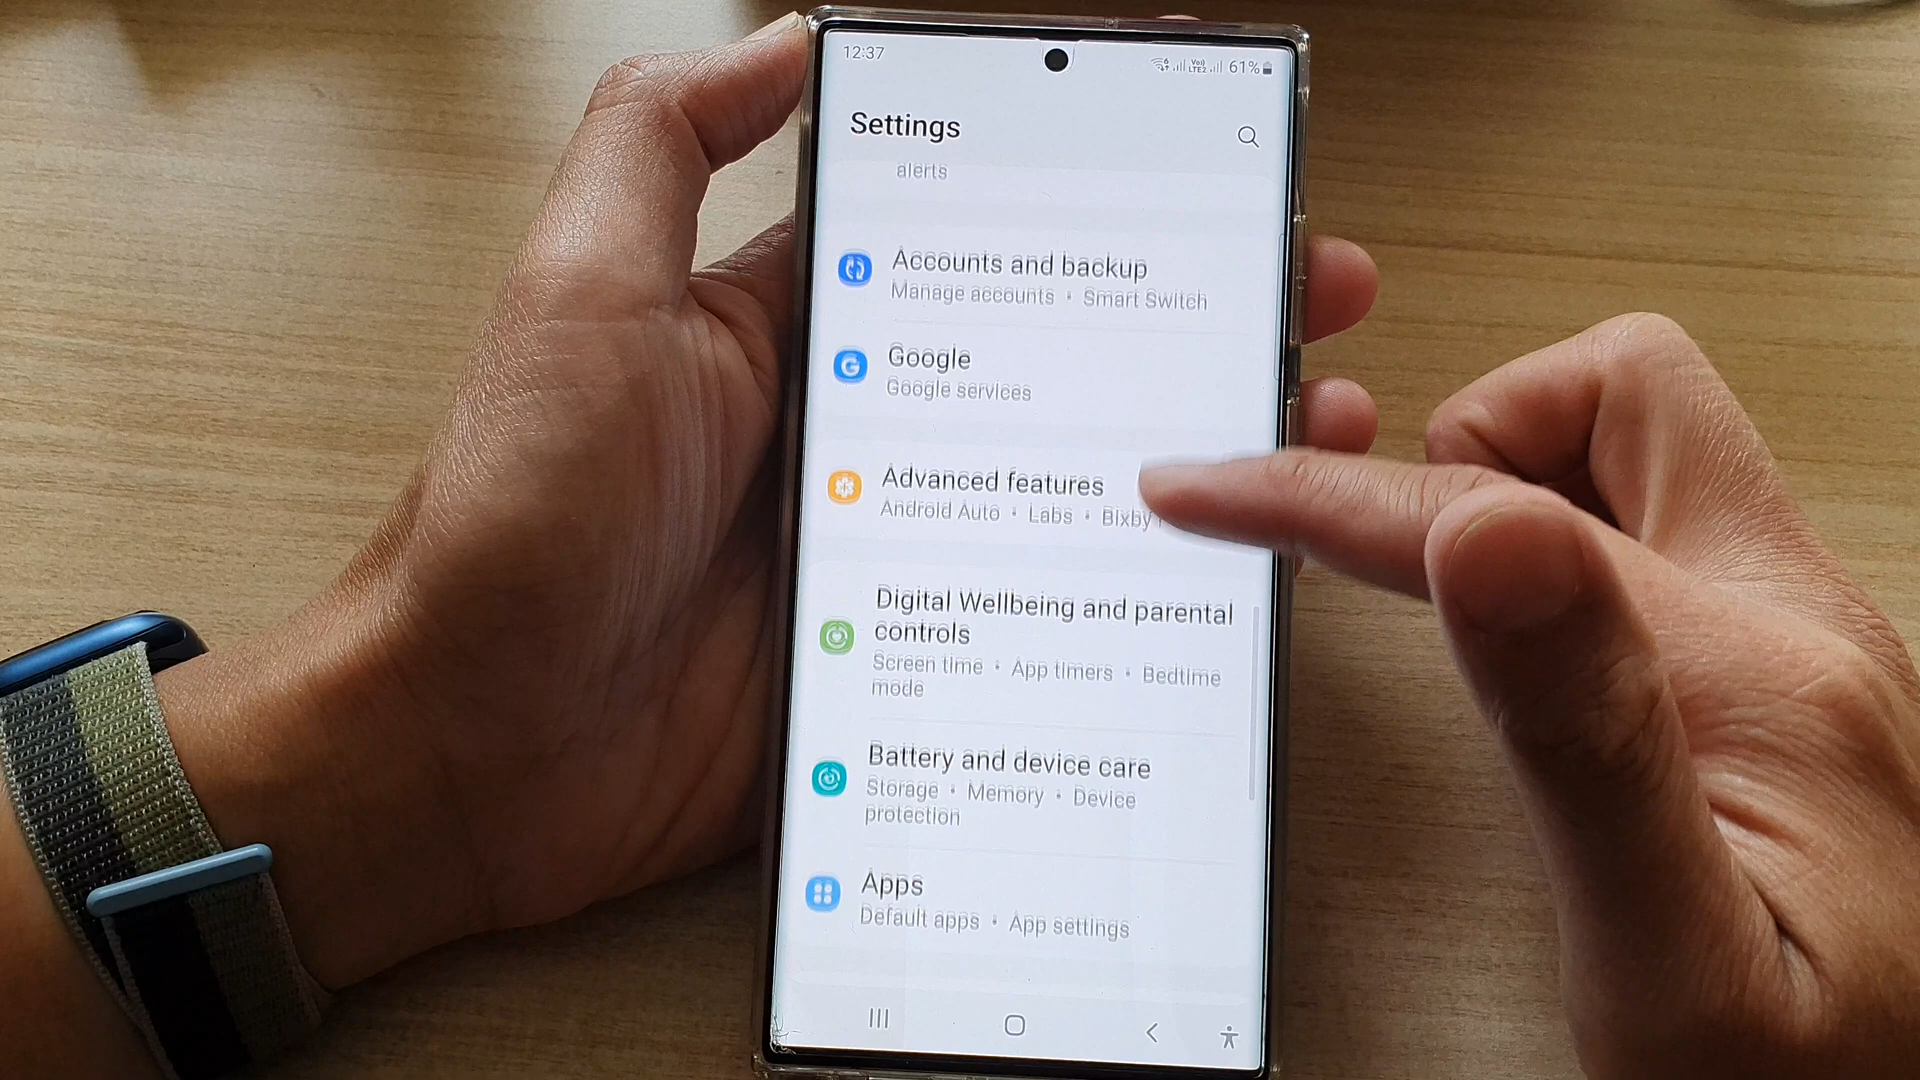 12:37
61%
Settings
alerts
Accounts and backup
Manage accounts • Smart Switch
Google
Google services
Advanced features
Android Auto • Labs • Bixby
Digital Wellbeing and parental
controls
Screen time • App timers • Bedtime
mode
Battery and device care
Storage • Memory • Device
protection
Apps
Default apps • App settings